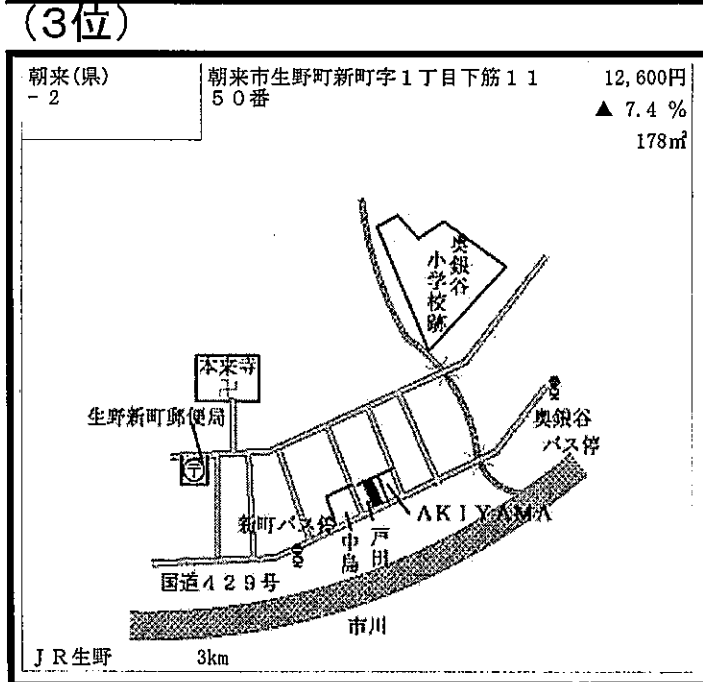 (3位)
朝来(県)
-2
朝来市生野町新町字1丁目下筋11
50番
12,600円
▲ 7.4 %
178㎡
奥銀谷
小学校跡
本来寺
卍
生野新町郵便局
〒
奥銀谷
バス停
新町バス停
中島
戸田
AKIYAMA
国道429号
市川
JR生野
3km